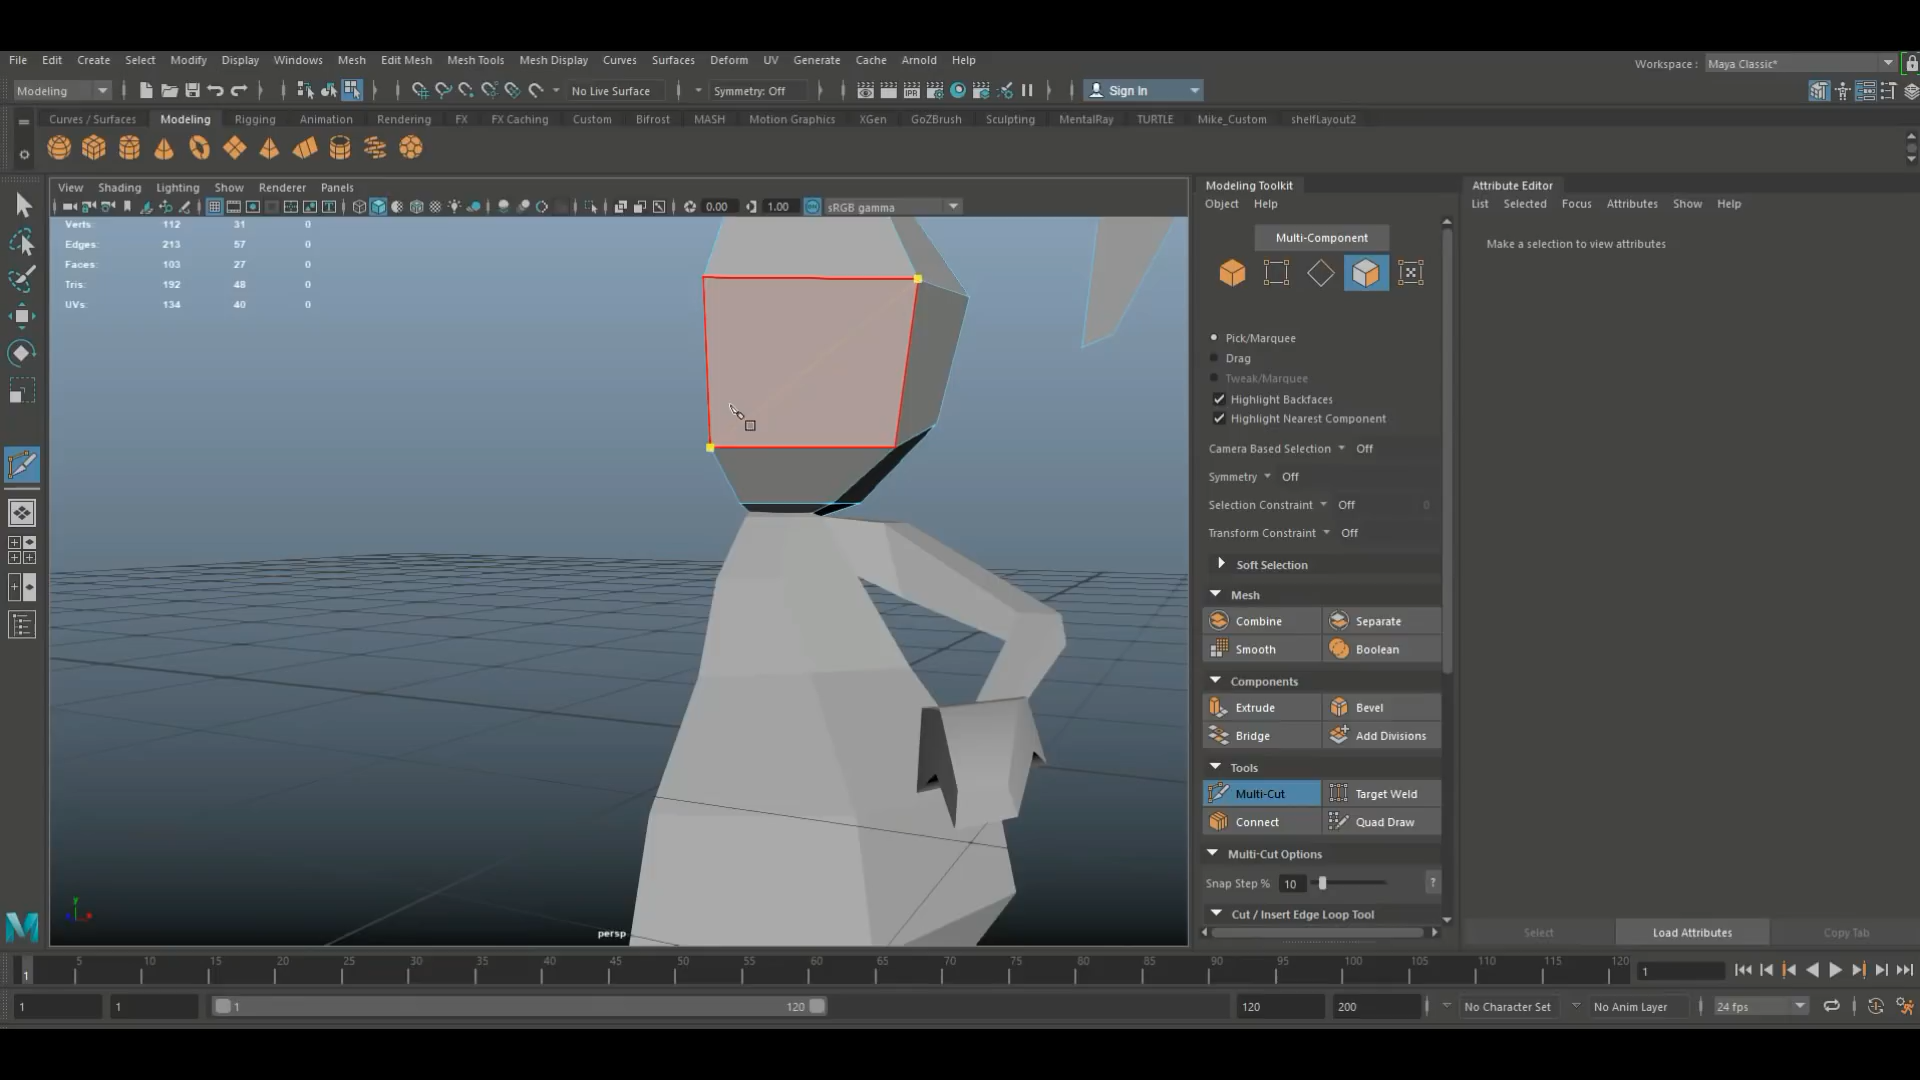 File Edit Create Select Modify Display Windows Mesh Edit Mesh Mesh Tools Mesh Display Curves Surfaces Deform UV Generate Cache Arnold Help Workspace : Maya Classic*
Modeling No Live Surface Symmetry: Off IPR Sign In
Curves / Surfaces Modeling Rigging Animation Rendering FX FX Caching Custom Bifrost MASH Motion Graphics XGen GoZBrush Sculpting MentalRay TURTLE Mike_Custom shelfLayout2
View Shading Lighting Show Renderer Panels
0.00 1.00 sRGB gamma
Verts: 112 31 0
Edges: 213 57 0
Faces: 103 27 0
Tris: 192 48 0
UVs: 134 40 0
y
persp
Modeling Toolkit
Object Help
Multi-Component
Pick/Marquee
Drag
Tweak/Marquee
Highlight Backfaces
Highlight Nearest Component
Camera Based Selection Off
Symmetry Off
Selection Constraint Off 0
Transform Constraint Off
Soft Selection
Mesh
Combine Separate
Smooth Boolean
Components
Extrude Bevel
Bridge Add Divisions
Tools
Multi-Cut Target Weld
Connect Quad Draw
Multi-Cut Options
Snap Step % 10 ?
Cut / Insert Edge Loop Tool
Attribute Editor
List Selected Focus Attributes Show Help
Make a selection to view attributes
Select Load Attributes Copy Tab
1 5 10 15 20 25 30 35 40 45 50 55 60 65 70 75 80 85 90 95 100 105 110 115 120 1
1 1 1 120 120 200 No Character Set No Anim Layer 24 fps